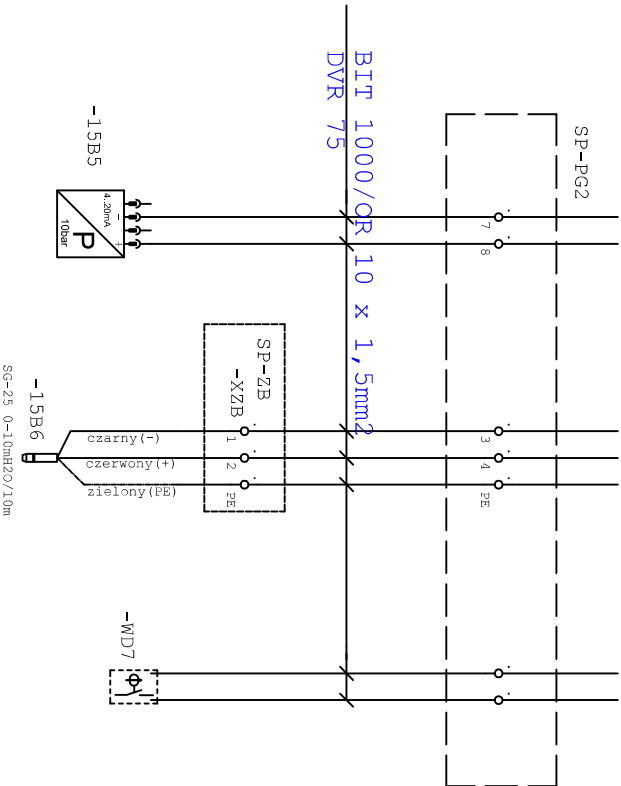 SP-PG2
BIT 1000/CR 10 x 1,5mm2
DVR 75
7
8
3
4
PE
-15B5
4..20mA
-
+
P
10bar
SP-ZB
-XZB
1
2
PE
czarny(-)
czerwony(+)
zielony(PE)
-15B6
SG-25 0-10mH2O/10m
-WD7